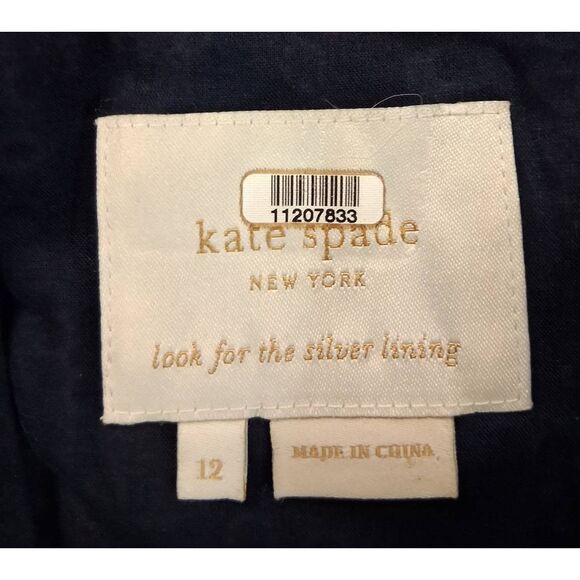 11207833
kate spade
NEW YORK
look for the silver lining
12
MADE IN CHINA